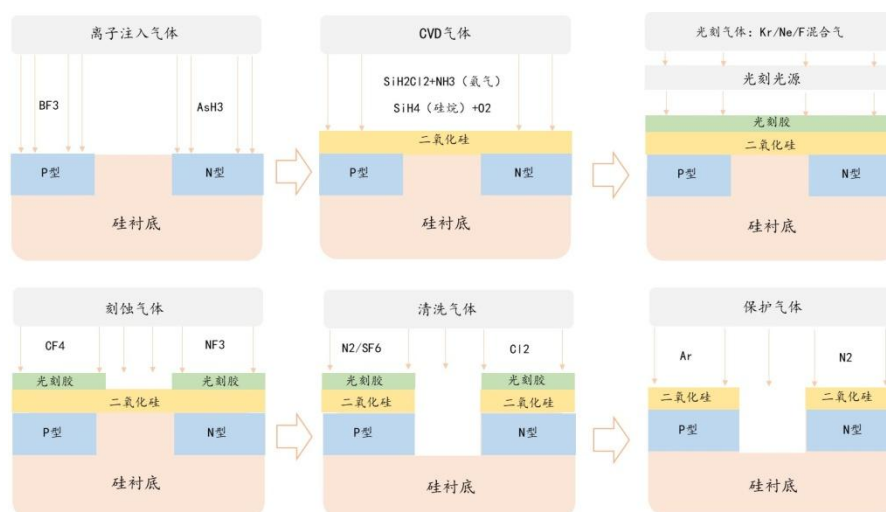 离子注入气体
BF3
AsH3
P型
N型
硅衬底
CVD气体
SiH2Cl2+NH3（氨气）
SiH4（硅烷）+O2
二氧化硅
P型
N型
硅衬底
光刻气体：Kr/Ne/F混合气
光刻光源
光刻胶
二氧化硅
P型
N型
硅衬底
刻蚀气体
CF4
NF3
光刻胶
光刻胶
二氧化硅
P型
N型
硅衬底
清洗气体
N2/SF6
Cl2
光刻胶
光刻胶
二氧化硅
二氧化硅
P型
N型
硅衬底
保护气体
Ar
N2
二氧化硅
二氧化硅
P型
N型
硅衬底